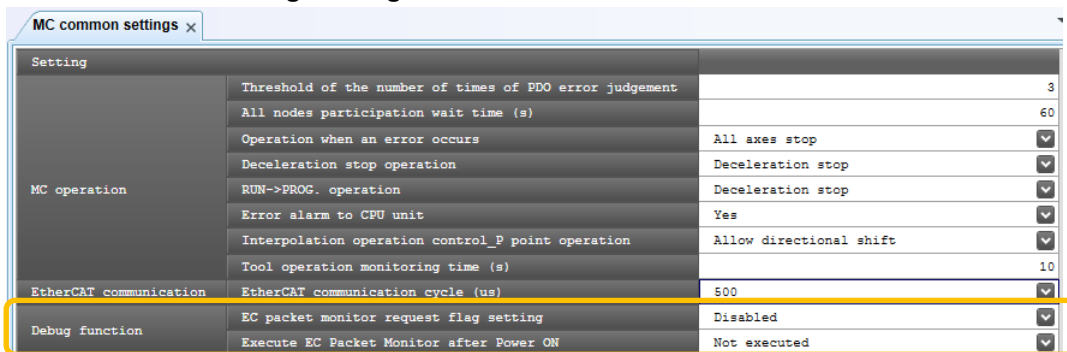 MC common settings ×
Setting
Threshold of the number of times of PDO error judgement 3
All nodes participation wait time (s) 60
Operation when an error occurs All axes stop
Deceleration stop operation Deceleration stop
MC operation RUN->PROG. operation Deceleration stop
Error alarm to CPU unit Yes
Interpolation operation control_P point operation Allow directional shift
Tool operation monitoring time (s) 10
EtherCAT communication EtherCAT communication cycle (us) 500
EC packet monitor request flag setting Disabled
Debug function
Execute EC Packet Monitor after Power ON Not executed